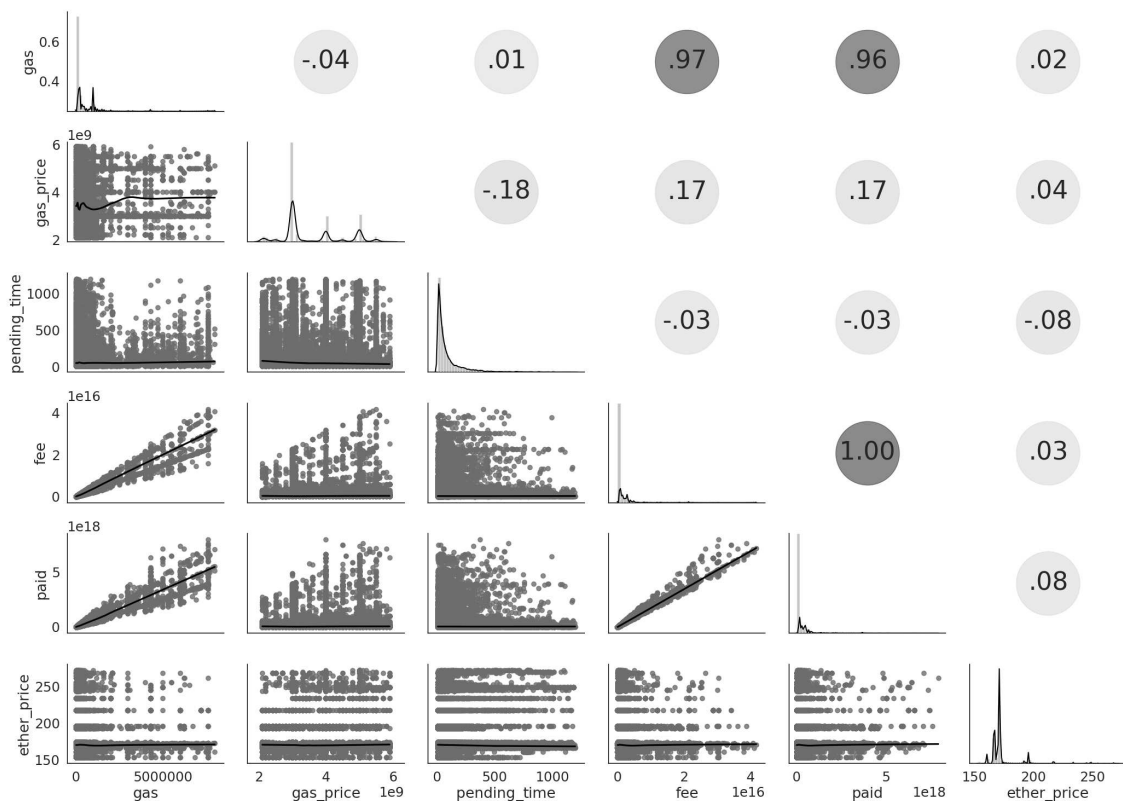 0.6
0.4
gas
-.04
.01
.97
.96
.02
1e9
6
4
2
gas_price
-.18
.17
.17
.04
1000
500
0
pending_time
-.03
-.03
-.08
1e16
4
2
0
fee
1.00
.03
1e18
5
0
paid
.08
250
200
150
ether_price
0 50000000
gas
2 4 6
gas_price 1e9
0 500 1000
pending_time
0 2 4
fee 1e16
0 5
paid 1e18
150 200 250
ether_price